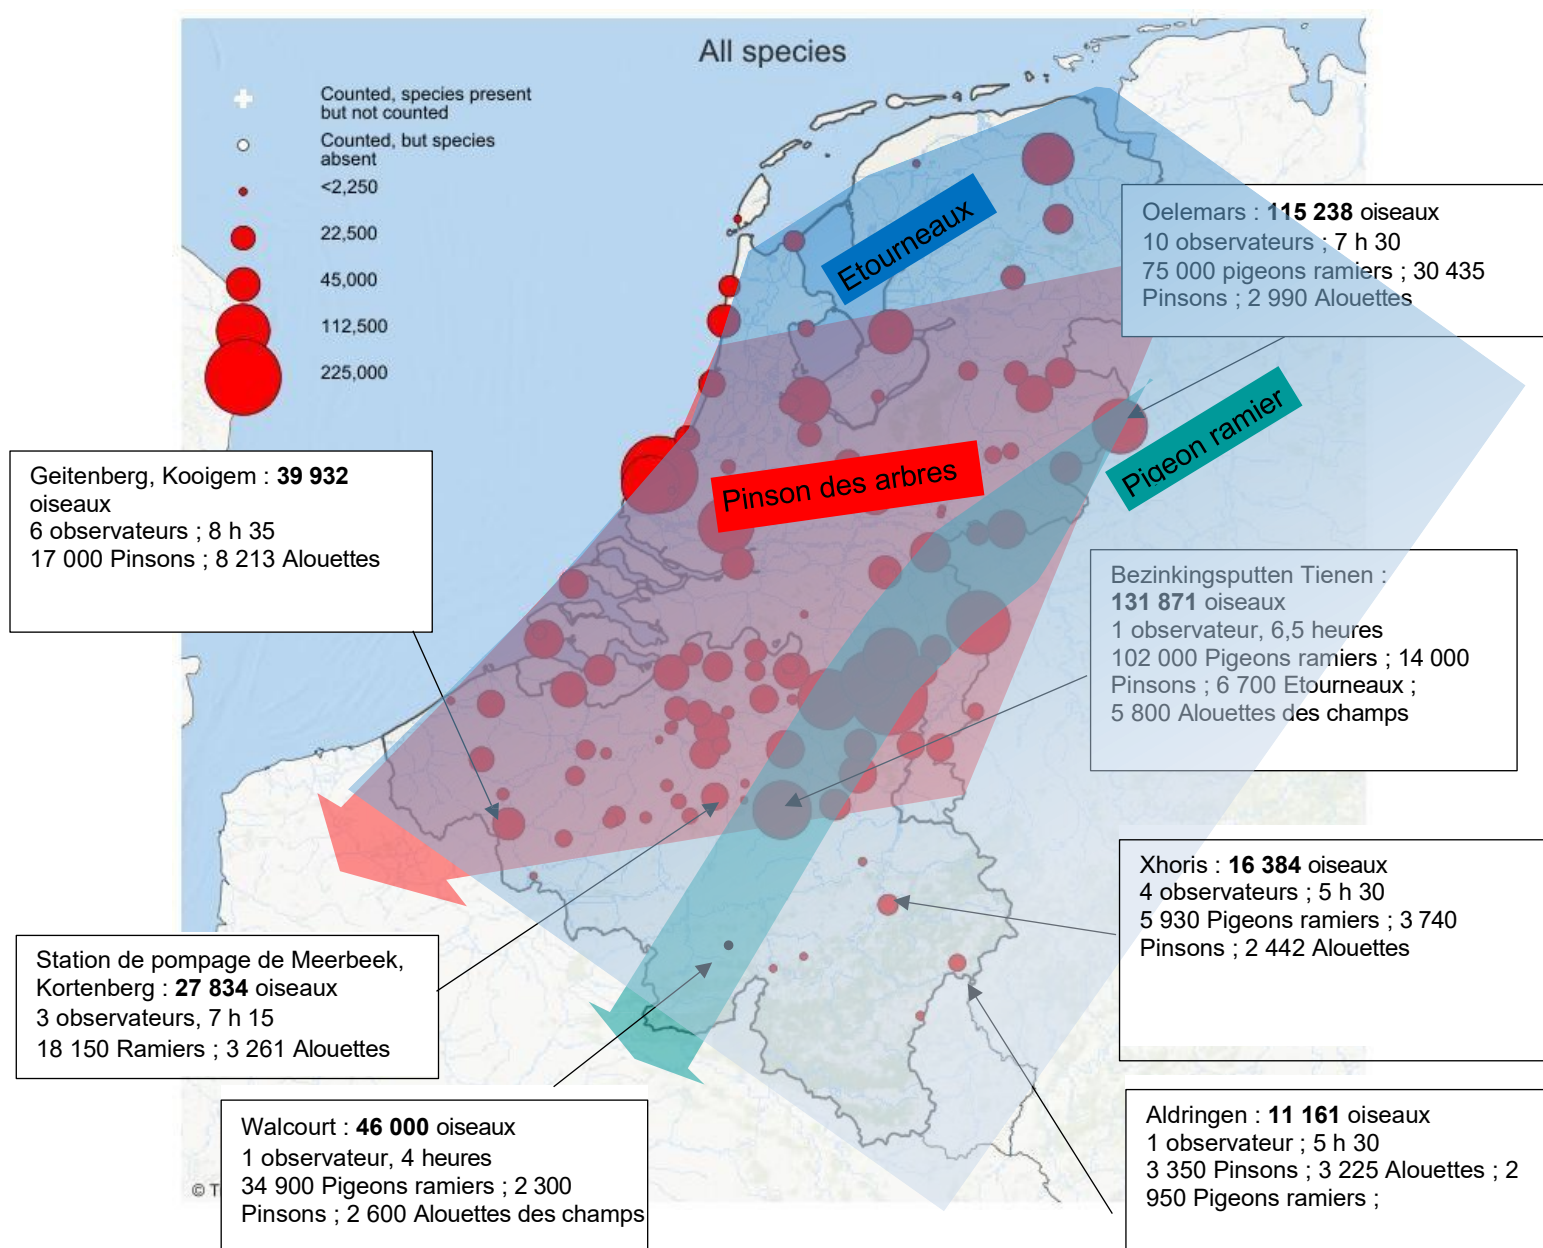 All species
Counted, species present
but not counted
Counted, but species
absent
<2,250
22,500
45,000
112,500
225,000
Etourneaux
Pinson des arbres
Pigeon ramier
Oelemars : 115 238 oiseaux
10 observateurs ; 7 h 30
75 000 pigeons ramiers ; 30 435
Pinsons ; 2 990 Alouettes
Geitenberg, Kooigem : 39 932
oiseaux
6 observateurs ; 8 h 35
17 000 Pinsons ; 8 213 Alouettes
Bezinkingsputten Tienen :
131 871 oiseaux
1 observateur, 6,5 heures
102 000 Pigeons ramiers ; 14 000
Pinsons ; 6 700 Etourneaux ;
5 800 Alouettes des champs
Xhoris : 16 384 oiseaux
4 observateurs ; 5 h 30
5 930 Pigeons ramiers ; 3 740
Pinsons ; 2 442 Alouettes
Station de pompage de Meerbeek,
Kortenberg : 27 834 oiseaux
3 observateurs, 7 h 15
18 150 Ramiers ; 3 261 Alouettes
Walcourt : 46 000 oiseaux
1 observateur, 4 heures
34 900 Pigeons ramiers ; 2 300
Pinsons ; 2 600 Alouettes des champs
Aldringen : 11 161 oiseaux
1 observateur ; 5 h 30
3 350 Pinsons ; 3 225 Alouettes ; 2
950 Pigeons ramiers ;
©